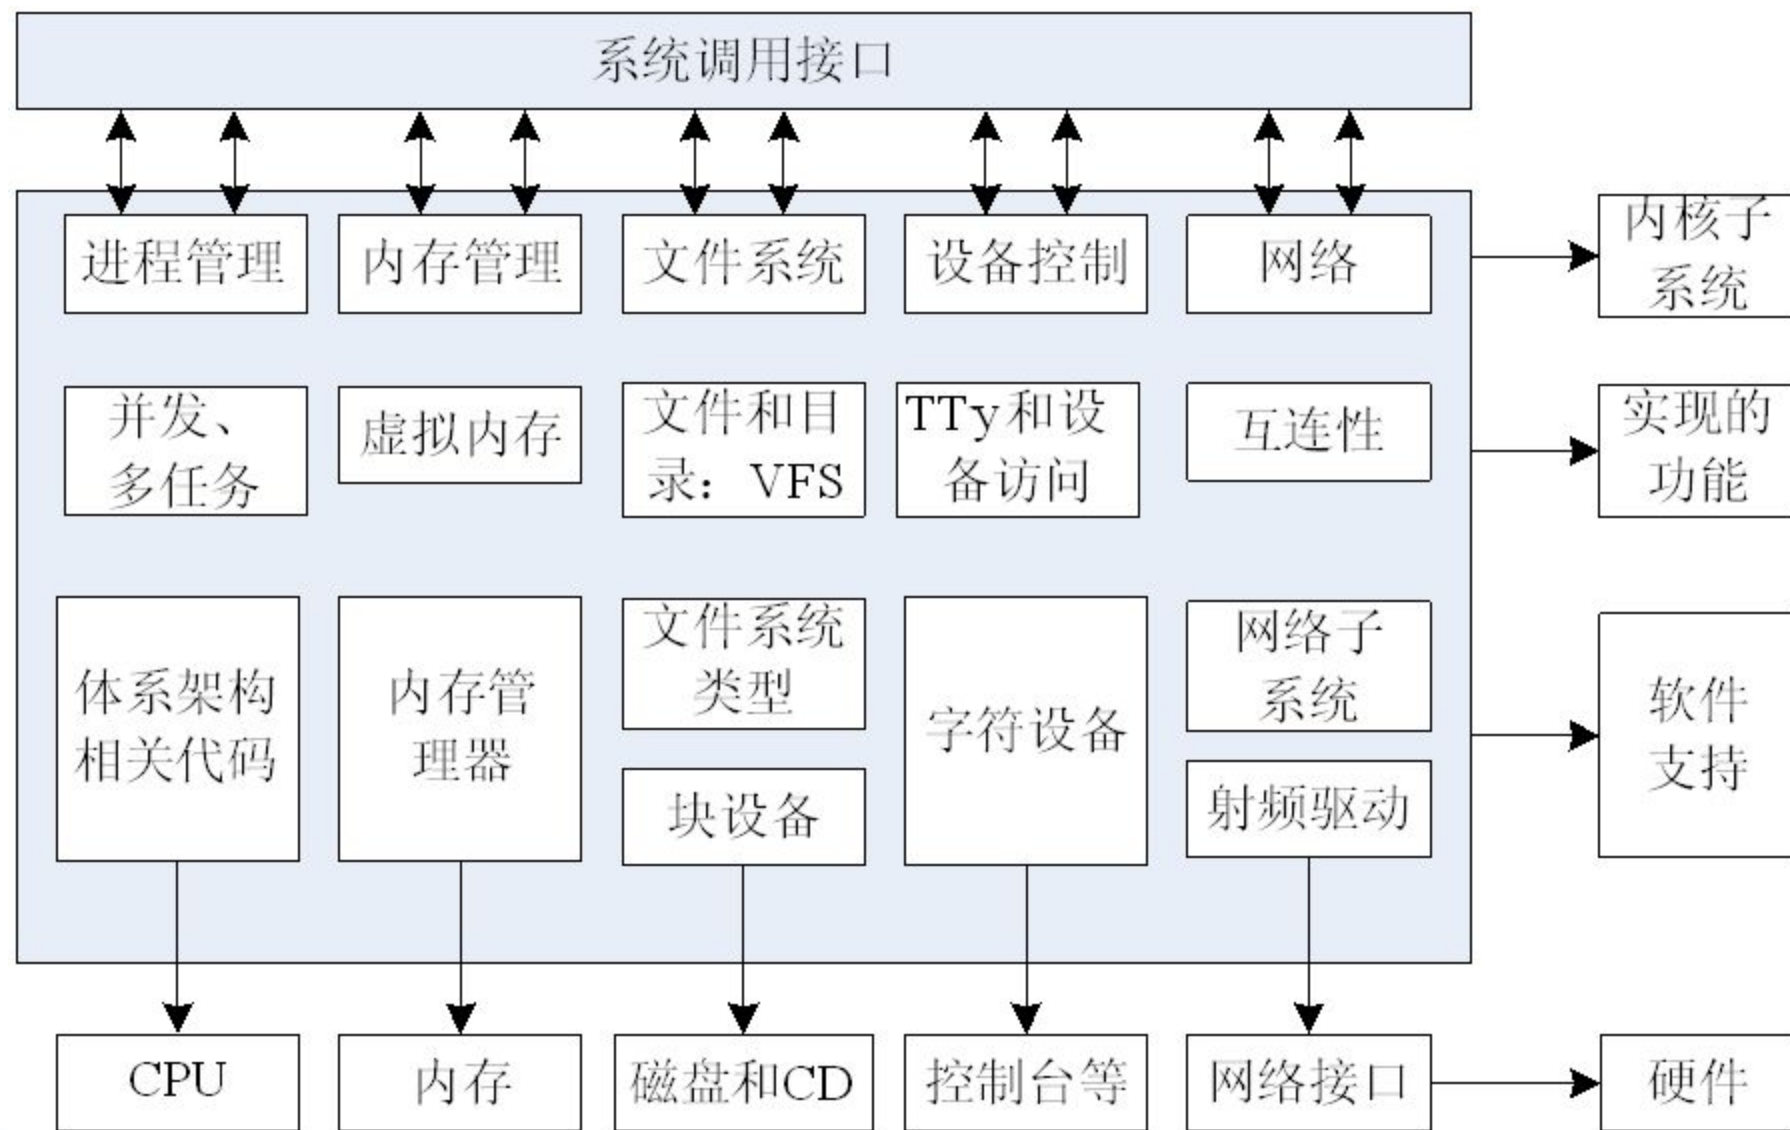 系统调用接口
进程管理
内存管理
文件系统
设备控制
网络
内核子
系统
并发、
多任务
虚拟内存
文件和目
录：VFS
TTy和设
备访问
互连性
实现的
功能
体系架构
相关代码
内存管
理器
文件系统
类型
块设备
字符设备
网络子
系统
射频驱动
软件
支持
CPU
内存
磁盘和CD
控制台等
网络接口
硬件